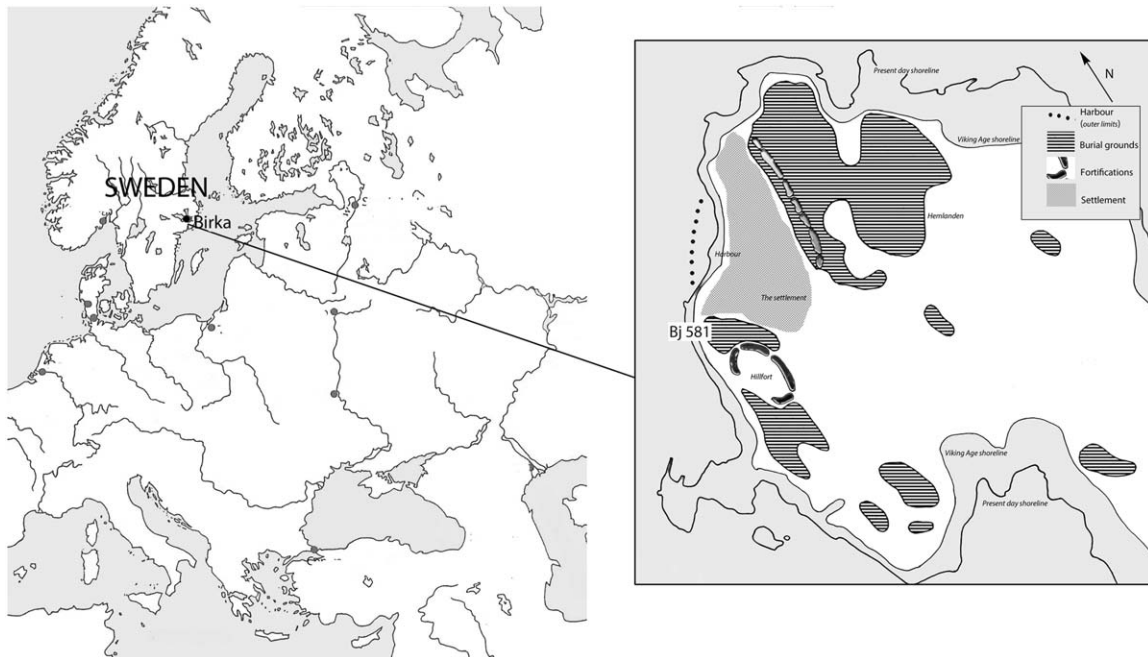 SWEDEN
Birka
Present day shoreline
N
Harbour
(outer limits)
Burial grounds
Fortifications
Settlement
Viking Age shoreline
Hemlanden
Harbour
The settlement
Bj 581
Hillfort
Viking Age shoreline
Present day shoreline